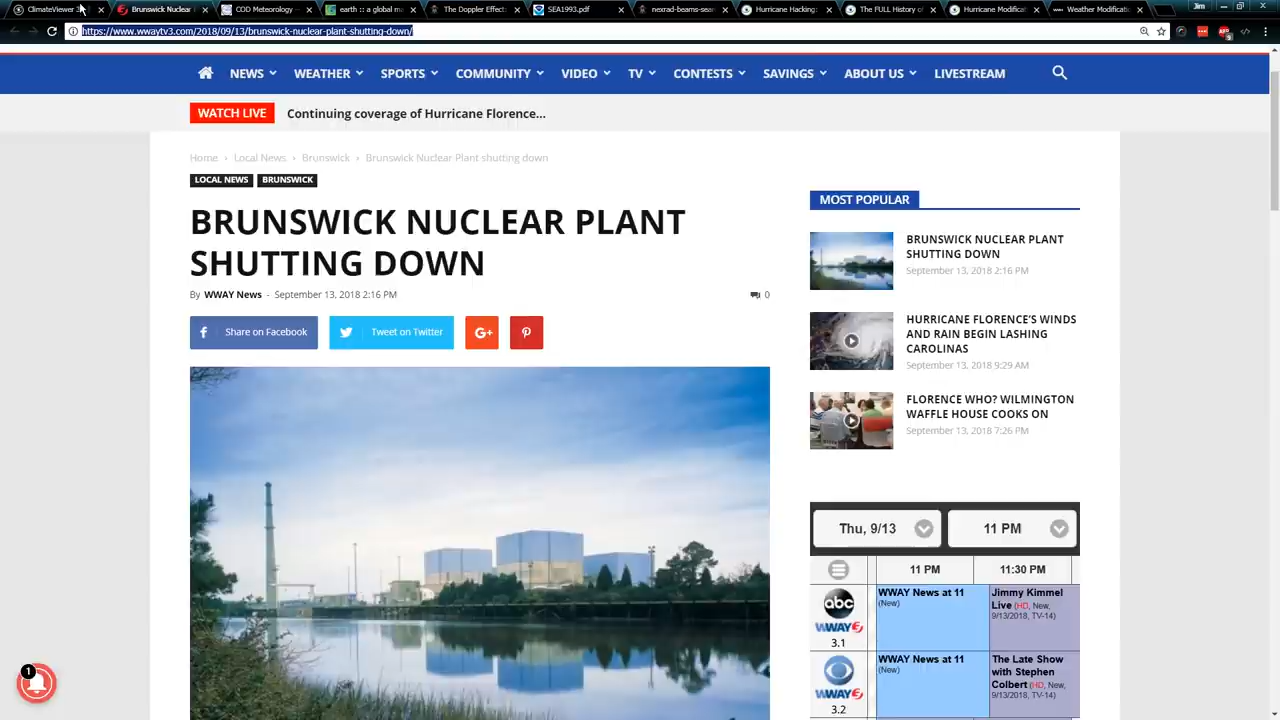 ClimateViewer 3
Brunswick Nuclear
COD Meteorology --
earth :: a global m
The Doppler Effect:
SEA1993.pdf
nexrad-beams-sear
Hurricane Hacking:
The FULL History of
Hurricane Modificat
Weather Modificati
Jim
https://www.wwaytv3.com/2018/09/13/brunswick-nuclear-plant-shutting-down/
NEWS
WEATHER
SPORTS
COMMUNITY
VIDEO
TV
CONTESTS
SAVINGS
ABOUT US
LIVESTREAM
WATCH LIVE
Continuing coverage of Hurricane Florence...
Home › Local News › Brunswick › Brunswick Nuclear Plant shutting down
LOCAL NEWS
BRUNSWICK
BRUNSWICK NUCLEAR PLANT
SHUTTING DOWN
By WWAY News - September 13, 2018 2:16 PM
0
Share on Facebook
Tweet on Twitter
G+
MOST POPULAR
BRUNSWICK NUCLEAR PLANT
SHUTTING DOWN
September 13, 2018 2:16 PM
HURRICANE FLORENCE'S WINDS
AND RAIN BEGIN LASHING
CAROLINAS
September 13, 2018 9:29 AM
FLORENCE WHO? WILMINGTON
WAFFLE HOUSE COOKS ON
September 13, 2018 7:26 PM
Thu, 9/13
11 PM
11 PM
11:30 PM
abc
WWAY3
3.1
WWAY News at 11
(New)
Jimmy Kimmel
Live (HD, New,
9/13/2018, TV-14)
WWAY3
3.2
WWAY News at 11
(New)
The Late Show
with Stephen
Colbert (HD, New,
9/13/2018, TV-14)
1